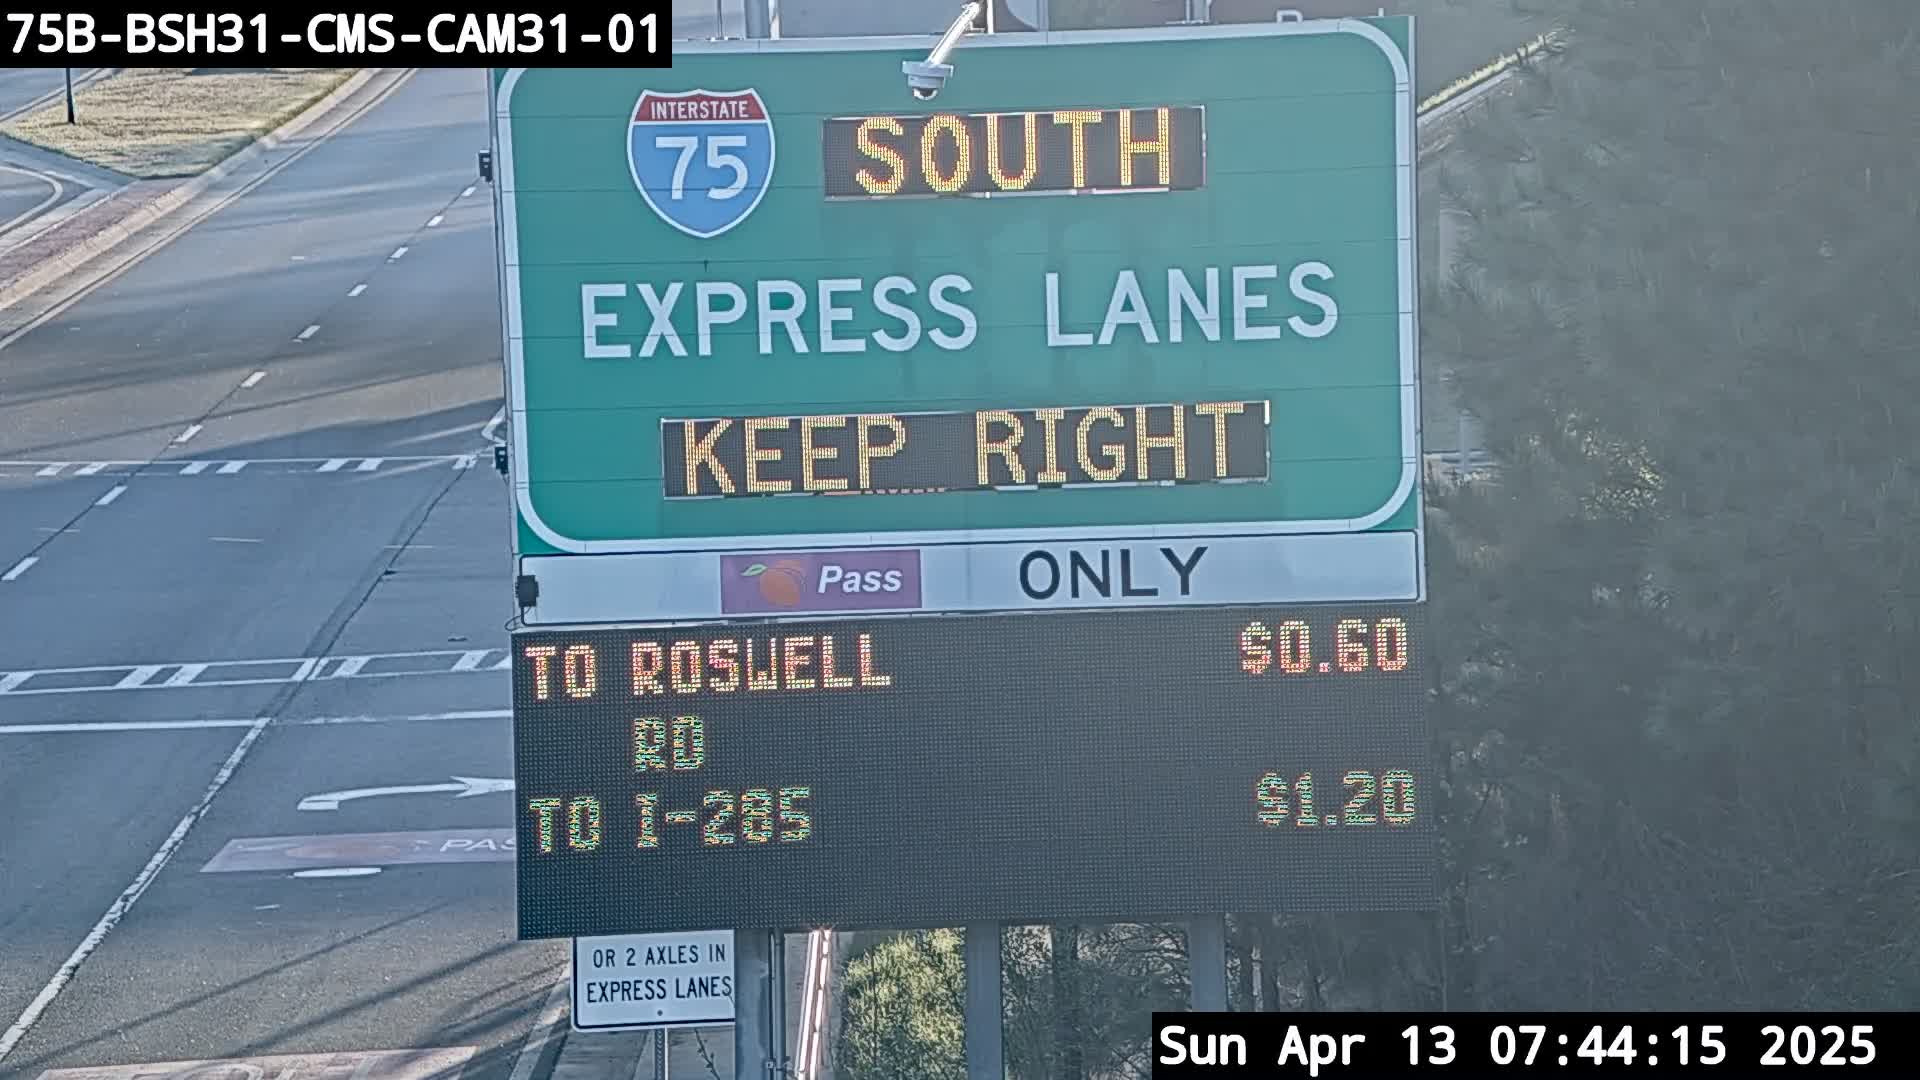 75B-BSH31-CMS-CAM31-01
INTERSTATE
75
SOUTH
EXPRESS LANES
KEEP RIGHT
Pass ONLY
TO ROSWELL $0.60
RD
TO I-285 $1.20
PAS
OR 2 AXLES IN
EXPRESS LANES
Sun Apr 13 07:44:15 2025